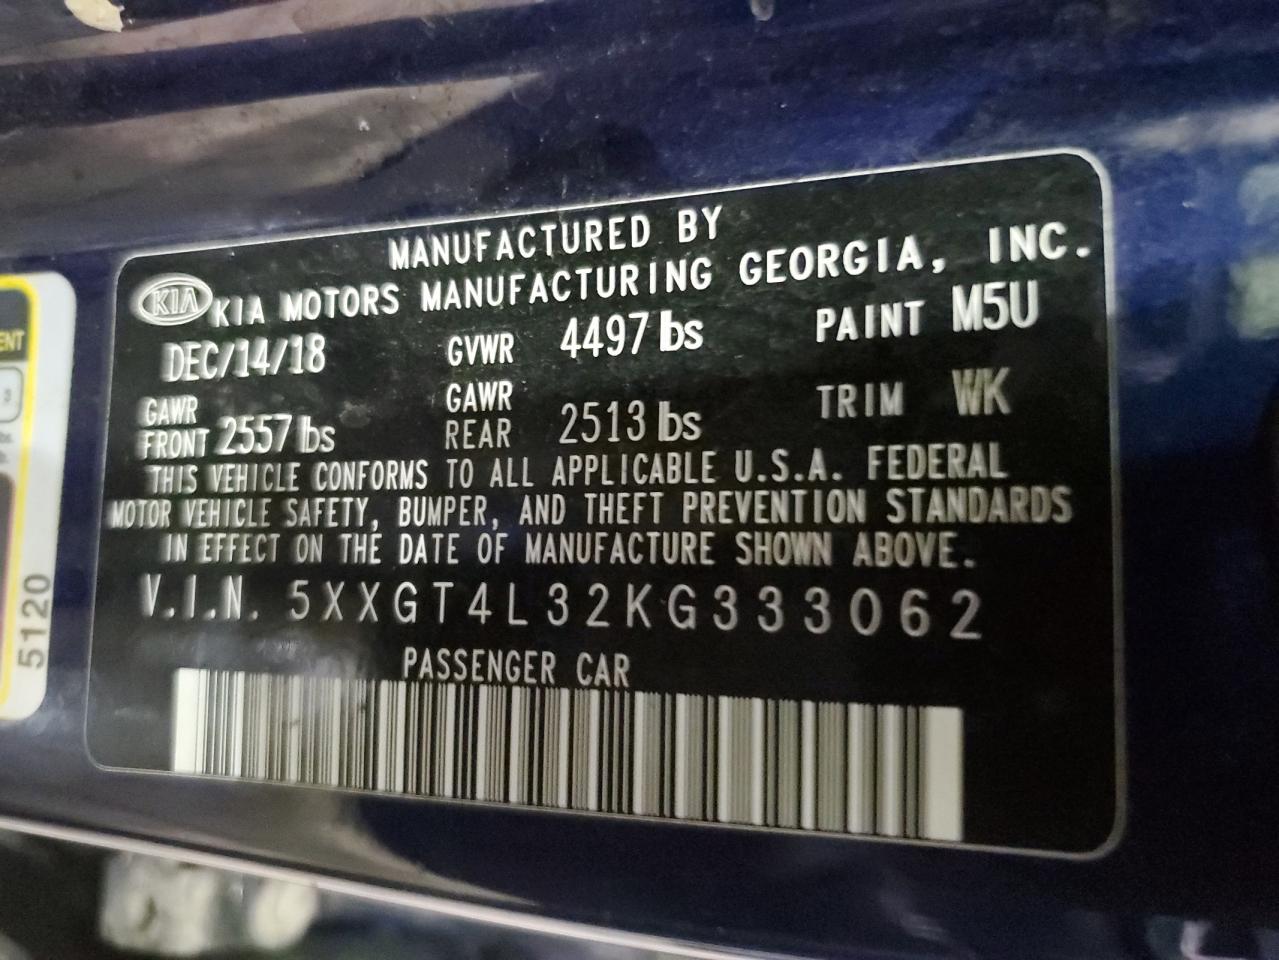 MANUFACTURED BY
KIA KIA MOTORS MANUFACTURING GEORGIA, INC.
DEC/14/18 GVWR 4497 lbs PAINT M5U
GAWR FRONT 2557 lbs GAWR REAR 2513 lbs TRIM WK
THIS VEHICLE CONFORMS TO ALL APPLICABLE U.S.A. FEDERAL
MOTOR VEHICLE SAFETY, BUMPER, AND THEFT PREVENTION STANDARDS
IN EFFECT ON THE DATE OF MANUFACTURE SHOWN ABOVE.
V.I.N. 5XXGT4L32KG333062
PASSENGER CAR
3
5120